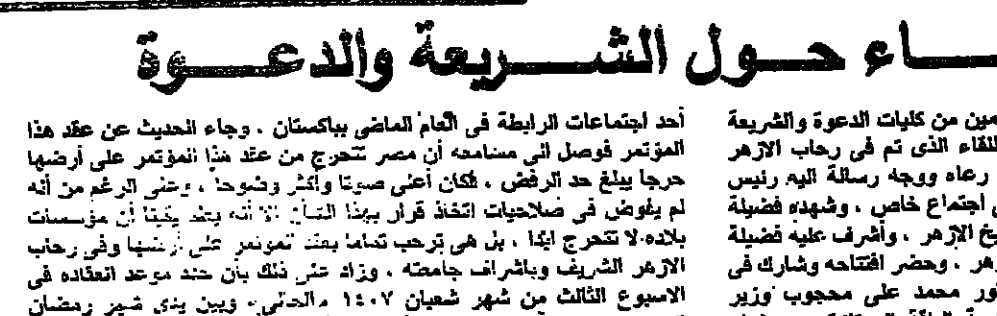 ـــاء حـــول الشـــريعة والدعـــوة
مين من كليات الدعوة والشريعة
للقاء الذى تم فى رحاب الازهر
رعاه ووجه رسالة اليه رئيس
اجتماع خاص ، وشهده فضيلة
يخ الازهر ، وأشرف عليه فضيلة
زهر ، وحضر افتتاحه وشارك فى
ور محمد على محجوب وزير
أحد اجتماعات الرابطة فى العام الماضى بباكستان . وجاء الحديث عن عقد هذا
المؤتمر فوصل الى مسامعه أن مصر تتحرج من عقد هذا المؤتمر على أرضها
حرجا يبلغ حد الرفض ، فكان أعلى صوتا وأكثر وضوحا ، وعلى الرغم من أنه
لم يفوض فى صلاحيات اتخاذ قرار بهذا الشأن الا أنه يعلم يقينا أن مؤسسات
بلاده لا تتحرج ابدا ، بل هى ترحب تماما بعقد المؤتمر على أرضها وفى رحاب
الازهر الشريف وباشراف جامعته ، وزاد على ذلك بأن حدد موعد انعقاده فى
الاسبوع الثالث من شهر شعبان ١٤٠٧ الحالى ، وبين يدى شهر رمضان